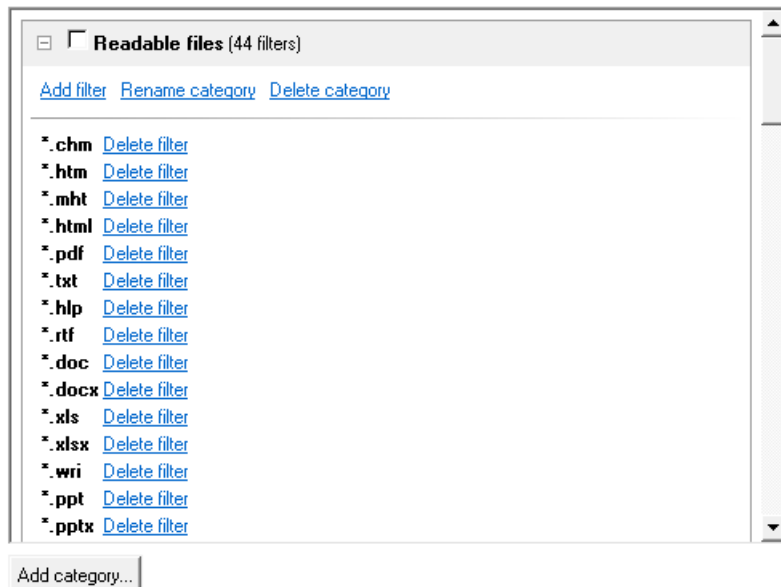 Readable files (44 filters)
Add filter Rename category Delete category
*.chm Delete filter
*.htm Delete filter
*.mht Delete filter
*.html Delete filter
*.pdf Delete filter
*.txt Delete filter
*.hlp Delete filter
*.rtf Delete filter
*.doc Delete filter
*.docx Delete filter
*.xls Delete filter
*.xlsx Delete filter
*.wri Delete filter
*.ppt Delete filter
*.pptx Delete filter
Add category...